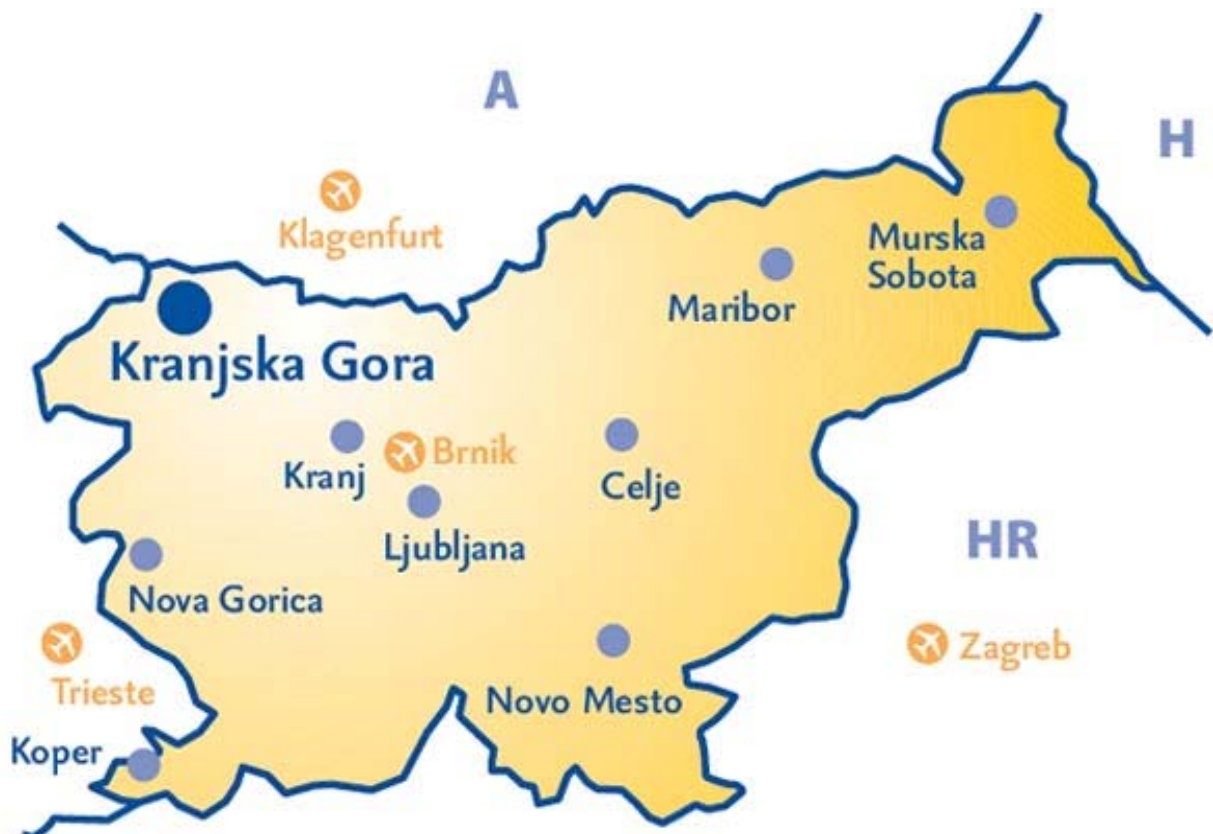 A
H
Klagenfurt
Murska
Sobota
Maribor
Kranjska Gora
Brnik
Kranj
Celje
Ljubljana
HR
Nova Gorica
Zagreb
Trieste
Novo Mesto
Koper